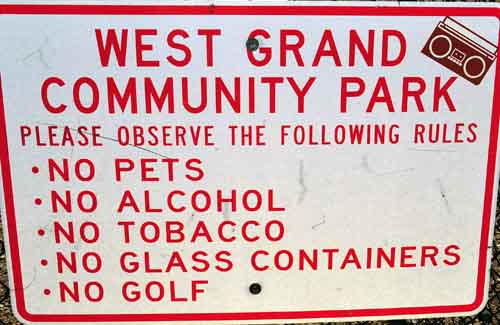 WEST GRAND
COMMUNITY PARK
PLEASE OBSERVE THE FOLLOWING RULES
• NO PETS
• NO ALCOHOL
• NO TOBACCO
• NO GLASS CONTAINERS
• NO GOLF